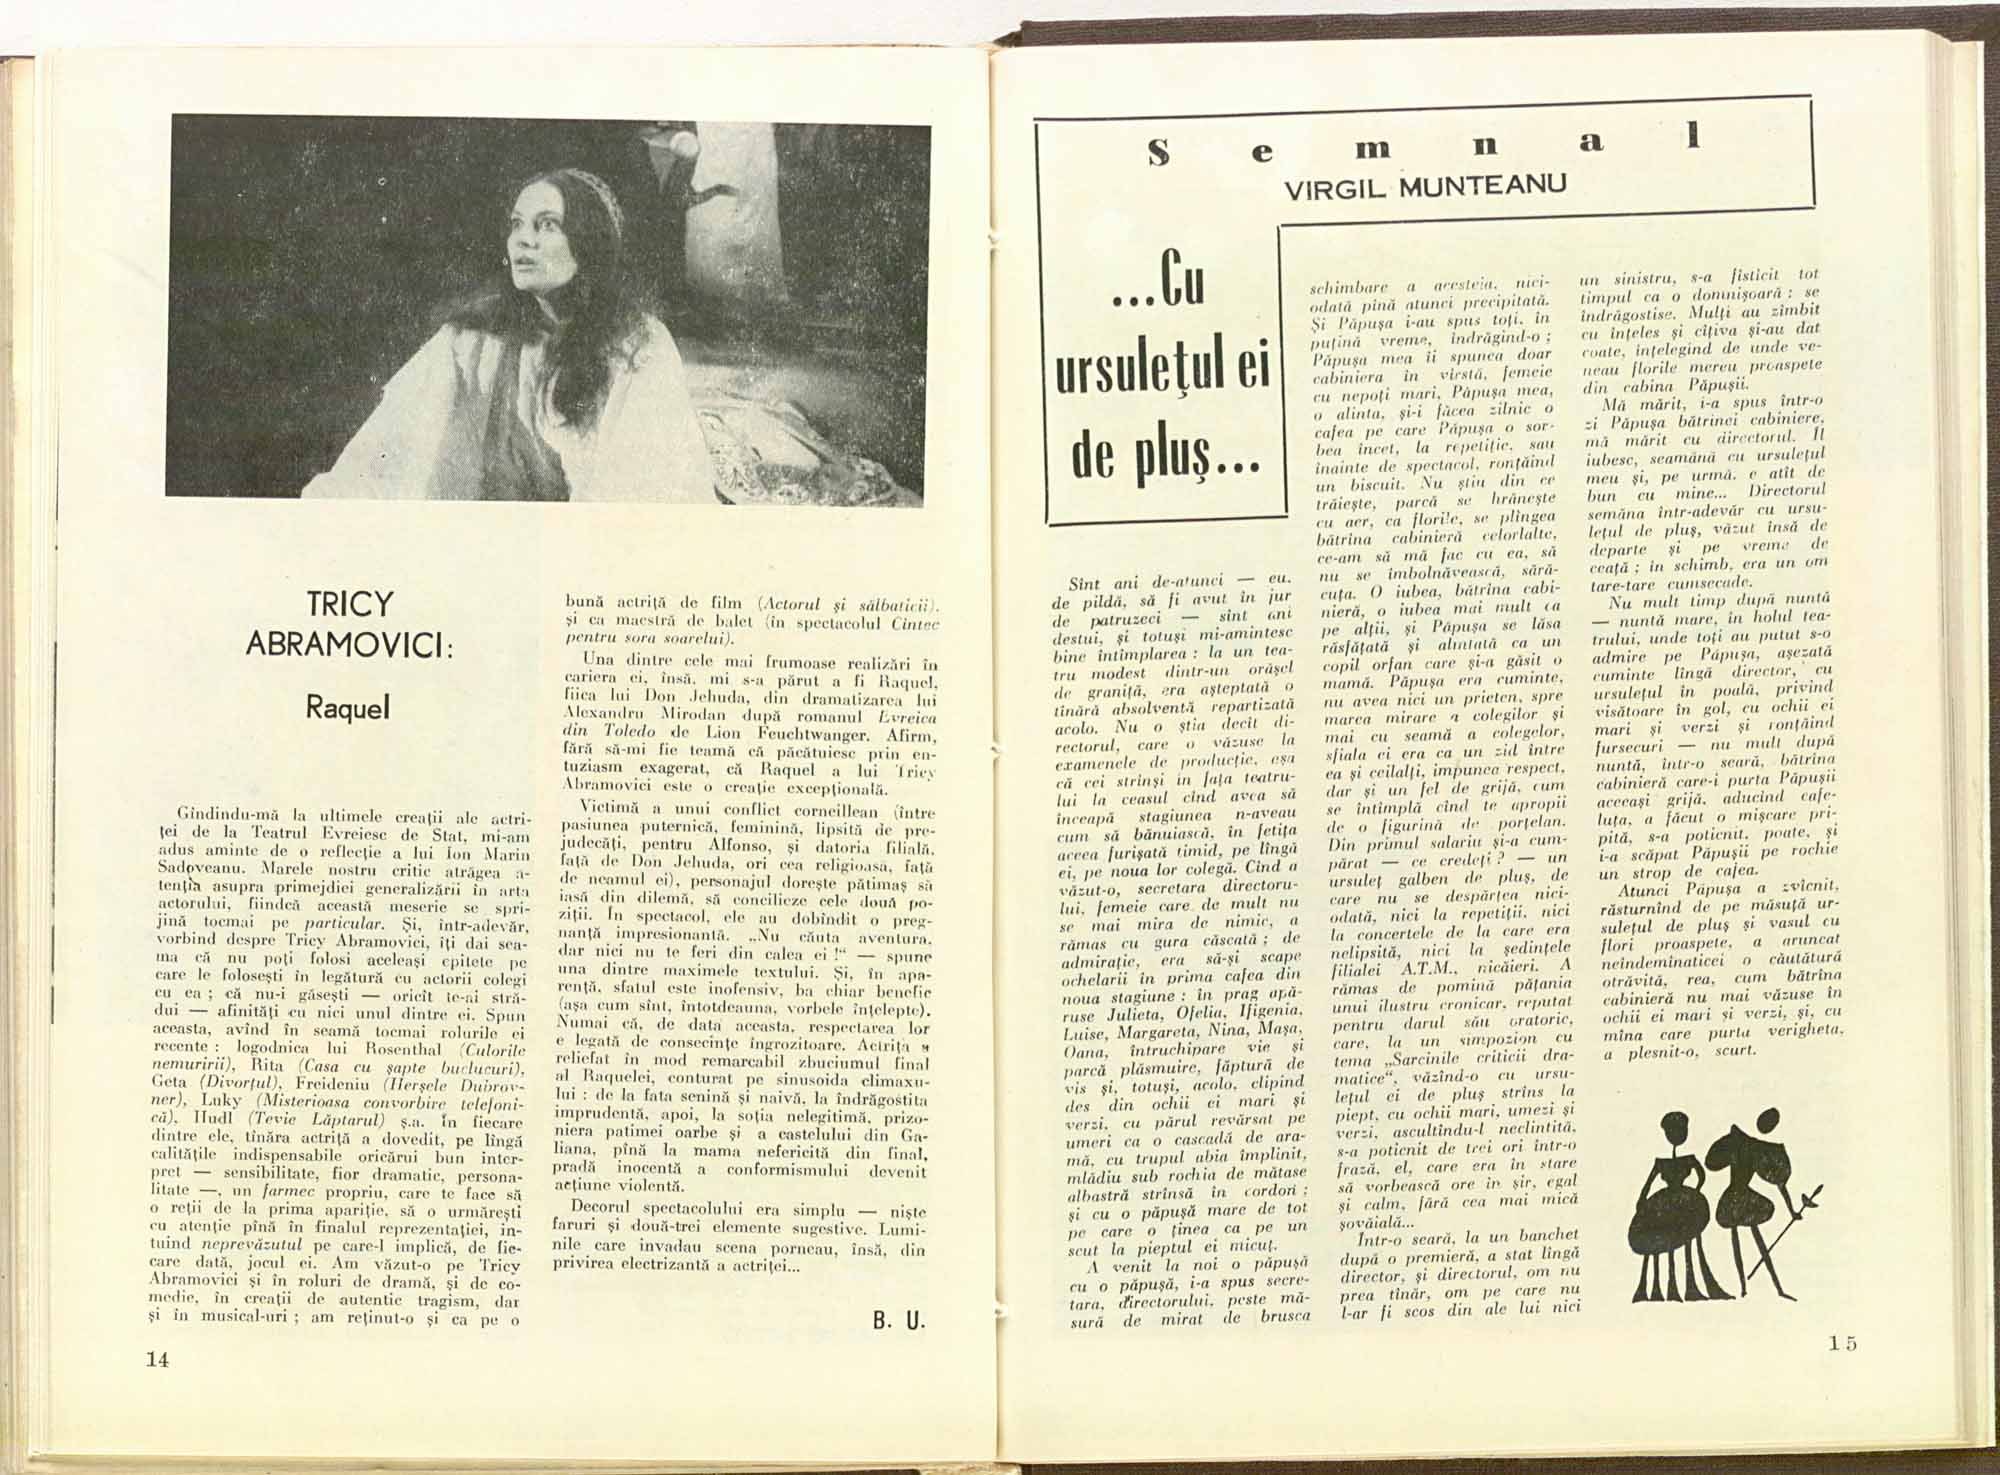 TRICY
ABRAMOVICI:
Raquel
Gîndindu-mă la ultimele creații ale actri-
ței de la Teatrul Evreiesc de Stat, mi-am
adus aminte de o reflecție a lui Ion Marin
Sadoveanu. Marele nostru critic atrăgea a-
tenția asupra primejdiei generalizării în arta
actorului, fiindcă această meserie se spri-
jină tocmai pe particular. Și, într-adevăr,
vorbind despre Tricy Abramovici, îți dai sea-
ma că nu poți folosi aceleași epitete pe
care le folosești în legătură cu actorii colegi
cu ea ; că nu-i găsești — oricît te-ai stră-
dui — afinități cu nici unul dintre ei. Spun
aceasta, avînd în seamă tocmai rolurile ei
recente : logodnica lui Rosenthal (Culorile
nemuririi), Rita (Casa cu șapte buclucuri),
Geta (Divorțul), Freideniu (Herșele Dubrov-
ner), Luky (Misterioasa convorbire telefoni-
că), Hudl (Tevie Lăptarul) ș.a. În fiecare
dintre ele, tînăra actriță a dovedit, pe lîngă
calitățile indispensabile oricărui bun inter-
pret — sensibilitate, fior dramatic, persona-
litate —, un farmec propriu, care te face să
o reții de la prima apariție, să o urmărești
cu atenție pînă în finalul reprezentației, in-
tuind neprevăzutul pe care-l implică, de fie-
care dată, jocul ei. Am văzut-o pe Tricy
Abramovici și în roluri de dramă, și de co-
medie, în creații de autentic tragism, dar
și în musical-uri ; am reținut-o și ca pe o
bună actriță de film (Actorul și sălbaticii),
și ca maestră de balet (în spectacolul Cîntec
pentru sora soarelui).
Una dintre cele mai frumoase realizări în
cariera ei, însă, mi s-a părut a fi Raquel,
fiica lui Don Jehuda, din dramatizarea lui
Alexandru Mirodan după romanul Evreica
din Toledo de Lion Feuchtwanger. Afirm,
fără să-mi fie teamă că păcătuiesc prin en-
tuziasm exagerat, că Raquel a lui Tricy
Abramovici este o creație excepțională.
Victimă a unui conflict corneillean (între
pasiunea puternică, feminină, lipsită de pre-
judecăți, pentru Alfonso, și datoria filială,
față de Don Jehuda, ori cea religioasă, față
de neamul ei), personajul dorește pătimaș să
iasă din dilemă, să concilieze cele două po-
ziții. În spectacol, ele au dobîndit o preg-
nanță impresionantă. „Nu căuta aventura,
dar nici nu te feri din calea ei !“ — spune
una dintre maximele textului. Și, în apa-
rență, sfatul este inofensiv, ba chiar benefic
(așa cum sînt, întotdeauna, vorbele înțelepte).
Numai că, de data aceasta, respectarea lor
e legată de consecințe îngrozitoare. Actrița a
reliefat în mod remarcabil zbuciumul final
al Raquelei, conturat pe sinusoida climaxu-
lui : de la fata senină și naivă, la îndrăgostita
imprudentă, apoi, la soția nelegitimă, prizo-
niera patimei oarbe și a castelului din Ga-
liana, pînă la mama nefericită din final,
pradă inocentă a conformismului devenit
acțiune violentă.
Decorul spectacolului era simplu — niște
faruri și două-trei elemente sugestive. Lumi-
nile care invadau scena porneau, însă, din
privirea electrizantă a actriței...
B. U.
14
Semnal
VIRGIL MUNTEANU
...Cu
ursulețul ei
de pluș...
Sînt ani de-atunci — eu,
de pildă, să fi avut în jur
de patruzeci — sînt ani
destui, și totuși mi-amintesc
bine întîmplarea : la un tea-
tru modest dintr-un orășel
de graniță, era așteptată o
tînără absolventă repartizată
acolo. Nu o știa decît di-
rectorul, care o văzuse la
examenele de producție, așa
că cei strînși în fața teatru-
lui la ceasul cînd avea să
înceapă stagiunea n-aveau
cum să bănuiască, în fetița
aceea furișată timid, pe lîngă
ei, pe noua lor colegă. Cînd a
văzut-o, secretara directoru-
lui, femeie care de mult nu
se mai mira de nimic, a
rămas cu gura căscată ; de
admirație, era să-și scape
ochelarii în prima cafea din
noua stagiune : în prag apă-
ruse Julieta, Ofelia, Ifigenia,
Luise, Margareta, Nina, Mașa,
Oana, întruchipare vie și
parcă plăsmuire, făptură de
vis și, totuși, acolo, clipind
des din ochii ei mari și
verzi, cu părul revărsat pe
umeri ca o cascadă de ara-
mă, cu trupul abia împlinit,
mlădiu sub rochia de mătase
albastră strînsă în cordon ;
și cu o păpușă mare de tot
pe care o ținea ca pe un
scut la pieptul ei micuț.
A venit la noi o păpușă
cu o păpușă, i-a spus secre-
tara, directorului, peste mă-
sură de mirat de brusca
schimbare a acesteia, nici-
odată pînă atunci precipitată.
Și Păpușa i-au spus toți, în
puțină vreme, îndrăgind-o ;
Păpușa mea îi spunea doar
cabiniera în vîrstă, femeie
cu nepoți mari, Păpușa mea,
o alinta, și-i făcea zilnic o
cafea pe care Păpușa o sor-
bea încet, la repetiție, sau
înainte de spectacol, ronțăind
un biscuit. Nu știu din ce
trăiește, parcă se hrănește
cu aer, ca florile, se plîngea
bătrîna cabinieră celorlalte,
ce-am să mă fac cu ea, să
nu se îmbolnăvească, sără-
cuța. O iubea, bătrîna cabi-
nieră, o iubea mai mult ca
pe alții, și Păpușa se lăsa
răsfățată și alintată ca un
copil orfan care și-a găsit o
mamă. Păpușa era cuminte,
nu avea nici un prieten, spre
marea mirare a colegilor și
mai cu seamă a colegelor,
sfiala ei era ca un zid între
ea și ceilalți, impunea respect,
dar și un fel de grijă, cum
se întîmplă cînd te apropii
de o figurină de porțelan.
Din primul salariu și-a cum-
părat — ce credeți ? — un
ursuleț galben de pluș, de
care nu se despărțea nici-
odată, nici la repetiții, nici
la concertele de la care era
nelipsită, nici la ședințele
filialei A.T.M., nicăieri. A
rămas de pomină pățania
unui ilustru cronicar, reputat
pentru darul său oratoric,
care, la un simpozion cu
tema „Sarcinile criticii dra-
matice“, văzînd-o cu ursu-
lețul ei de pluș strîns la
piept, cu ochii mari, umezi și
verzi, ascultîndu-l neclintită,
s-a poticnit de trei ori într-o
frază, el, care era în stare
să vorbească ore în șir, egal
și calm, fără cea mai mică
șovăială...
Într-o seară, la un banchet
după o premieră, a stat lîngă
director, și directorul, om nu
prea tînăr, om pe care nu
l-ar fi scos din ale lui nici
un sinistru, s-a fîsticit tot
timpul ca o domnișoară : se
îndrăgostise. Mulți au zîmbit
cu înțeles și cîțiva și-au dat
coate, înțelegînd de unde ve-
neau florile mereu proaspete
din cabina Păpușii.
Mă mărit, i-a spus într-o
zi Păpușa bătrînei cabiniere,
mă mărit cu directorul. Îl
iubesc, seamănă cu ursulețul
meu și, pe urmă, e atît de
bun cu mine... Directorul
semăna într-adevăr cu ursu-
lețul de pluș, văzut însă de
departe și pe vreme de
ceață ; în schimb, era un om
tare-tare cumsecade.
Nu mult timp după nuntă
— nuntă mare, în holul tea-
trului, unde toți au putut s-o
admire pe Păpușa, așezată
cuminte lîngă director, cu
ursulețul în poală, privind
visătoare în gol, cu ochii ei
mari și verzi și ronțăind
fursecuri — nu mult după
nuntă, într-o seară, bătrîna
cabinieră care-i purta Păpușii
aceeași grijă, aducînd cafe-
luța, a făcut o mișcare pri-
pită, s-a poticnit, poate, și
i-a scăpat Păpușii pe rochie
un strop de cafea.
Atunci Păpușa a zvîcnit,
răsturnînd de pe măsuță ur-
sulețul de pluș și vasul cu
flori proaspete, a aruncat
neîndemînaticei o căutătură
otrăvită, rea, cum bătrîna
cabinieră nu mai văzuse în
ochii ei mari și verzi, și, cu
mîna care purta verigheta,
a plesnit-o, scurt.
15